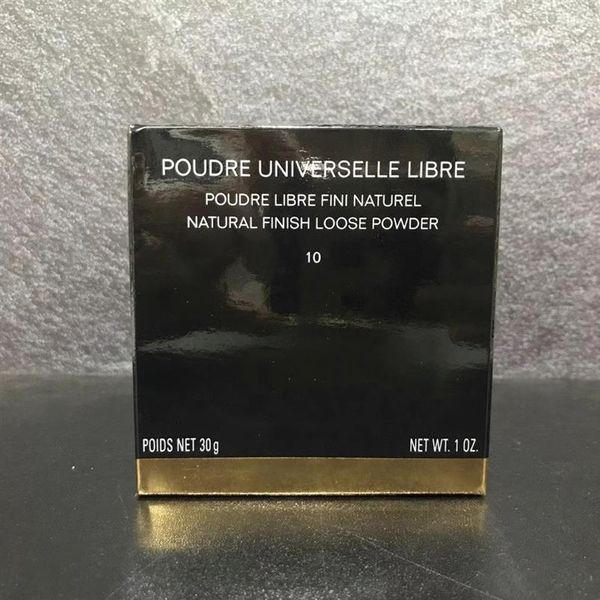 POUDRE UNIVERSELLE LIBRE
POUDRE LIBRE FINI NATUREL
NATURAL FINISH LOOSE POWDER
10
POIDS NET 30 g NET WT. 1 OZ.